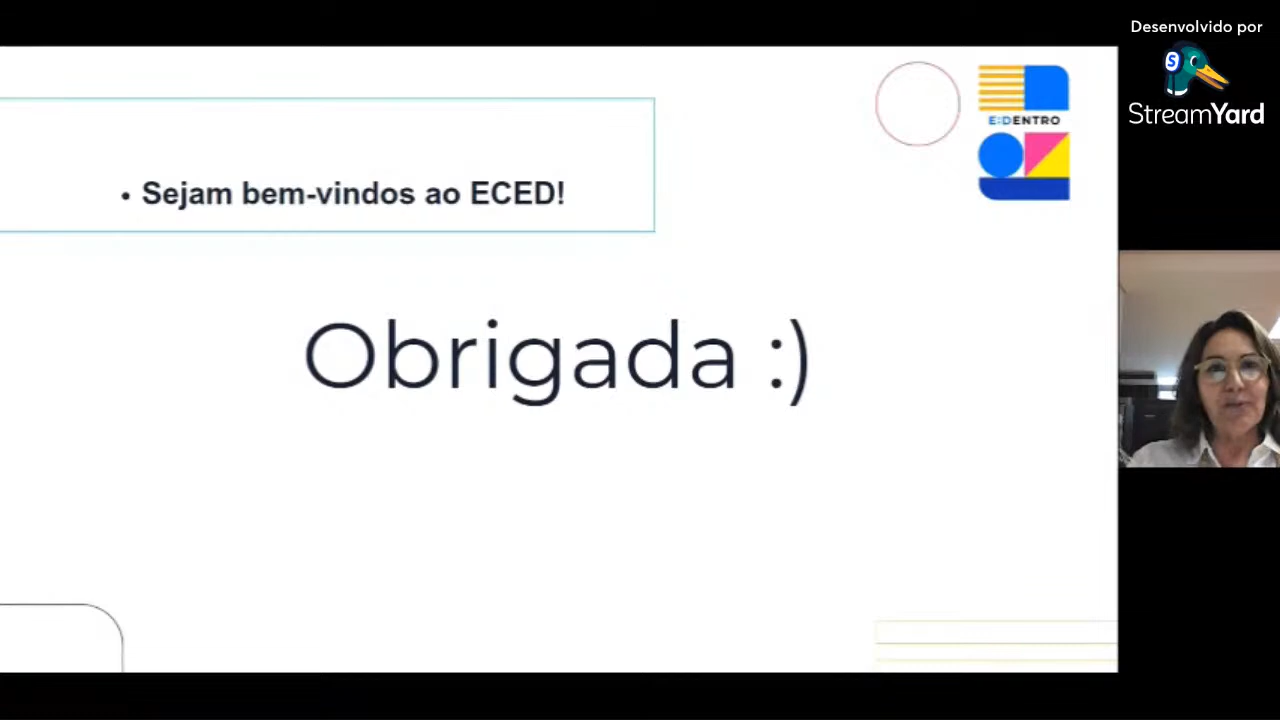 Desenvolvido por
StreamYard
E:DENTRO
• Sejam bem-vindos ao ECED!
Obrigada :)